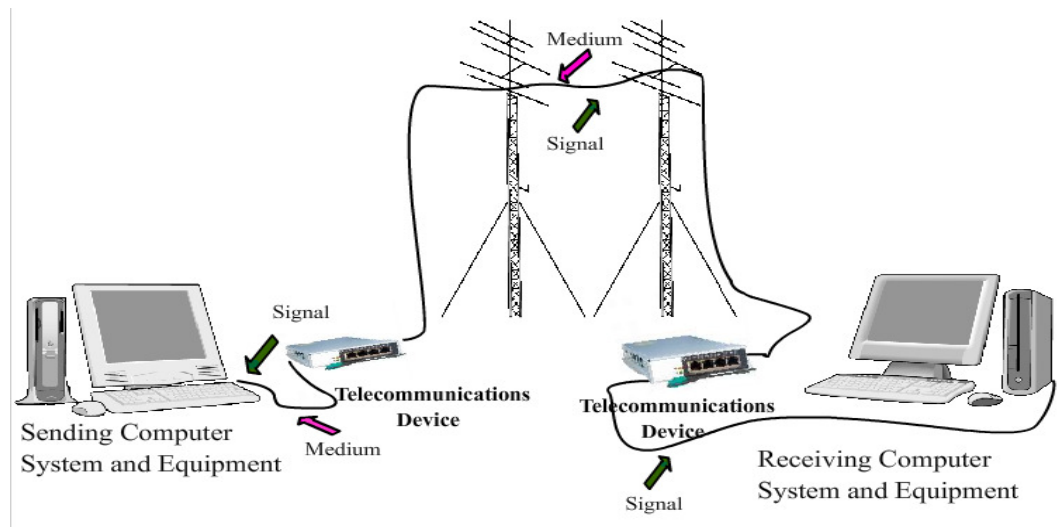 Medium
Signal
Signal
Telecommunications
Device
Medium
Sending Computer
System and Equipment
Telecommunications
Device
Signal
Receiving Computer
System and Equipment